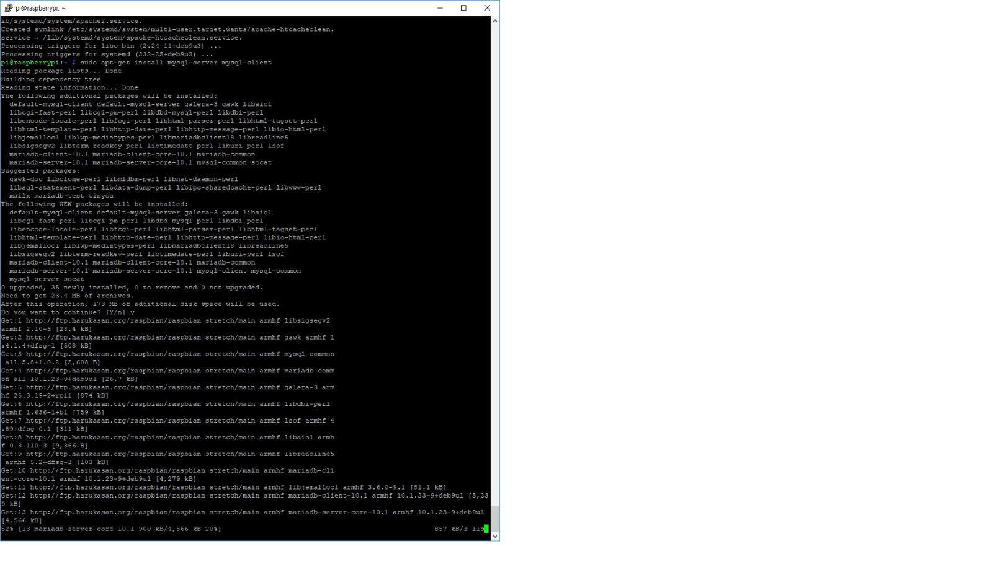 pi@raspberrypi: ~
ib/systemd/system/apache2.service.
Created symlink /etc/systemd/system/multi-user.target.wants/apache-htcacheclean.
service → /lib/systemd/system/apache-htcacheclean.service.
Processing triggers for libc-bin (2.24-11+deb9u3) ...
Processing triggers for systemd (232-25+deb9u2) ...
pi@raspberrypi:~ $ sudo apt-get install mysql-server mysql-client
Reading package lists... Done
Building dependency tree
Reading state information... Done
The following additional packages will be installed:
  default-mysql-client default-mysql-server galera-3 gawk libaio1
  libcgi-fast-perl libcgi-pm-perl libdbd-mysql-perl libdbi-perl
  libencode-locale-perl libfcgi-perl libhtml-parser-perl libhtml-tagset-perl
  libhtml-template-perl libhttp-date-perl libhttp-message-perl libio-html-perl
  libjemalloc1 liblwp-mediatypes-perl libmariadbclient18 libreadline5
  libsigsegv2 libterm-readkey-perl libtimedate-perl liburi-perl lsof
  mariadb-client-10.1 mariadb-client-core-10.1 mariadb-common
  mariadb-server-10.1 mariadb-server-core-10.1 mysql-common socat
Suggested packages:
  gawk-doc libclone-perl libmldbm-perl libnet-daemon-perl
  libsql-statement-perl libdata-dump-perl libipc-sharedcache-perl libwww-perl
  mailx mariadb-test tinyca
The following NEW packages will be installed:
  default-mysql-client default-mysql-server galera-3 gawk libaio1
  libcgi-fast-perl libcgi-pm-perl libdbd-mysql-perl libdbi-perl
  libencode-locale-perl libfcgi-perl libhtml-parser-perl libhtml-tagset-perl
  libhtml-template-perl libhttp-date-perl libhttp-message-perl libio-html-perl
  libjemalloc1 liblwp-mediatypes-perl libmariadbclient18 libreadline5
  libsigsegv2 libterm-readkey-perl libtimedate-perl liburi-perl lsof
  mariadb-client-10.1 mariadb-client-core-10.1 mariadb-common
  mariadb-server-10.1 mariadb-server-core-10.1 mysql-client mysql-common
  mysql-server socat
0 upgraded, 35 newly installed, 0 to remove and 0 not upgraded.
Need to get 23.4 MB of archives.
After this operation, 173 MB of additional disk space will be used.
Do you want to continue? [Y/n] y
Get:1 http://ftp.harukasan.org/raspbian/raspbian stretch/main armhf libsigsegv2
armhf 2.10-5 [28.4 kB]
Get:2 http://ftp.harukasan.org/raspbian/raspbian stretch/main armhf gawk armhf 1
:4.1.4+dfsg-1 [508 kB]
Get:3 http://ftp.harukasan.org/raspbian/raspbian stretch/main armhf mysql-common
 all 5.8+1.0.2 [5,608 B]
Get:4 http://ftp.harukasan.org/raspbian/raspbian stretch/main armhf mariadb-comm
on all 10.1.23-9+deb9u1 [26.7 kB]
Get:5 http://ftp.harukasan.org/raspbian/raspbian stretch/main armhf galera-3 arm
hf 25.3.19-2+rpi1 [874 kB]
Get:6 http://ftp.harukasan.org/raspbian/raspbian stretch/main armhf libdbi-perl
armhf 1.636-1+b1 [759 kB]
Get:7 http://ftp.harukasan.org/raspbian/raspbian stretch/main armhf lsof armhf 4
.89+dfsg-0.1 [311 kB]
Get:8 http://ftp.harukasan.org/raspbian/raspbian stretch/main armhf libaio1 armh
f 0.3.110-3 [9,366 B]
Get:9 http://ftp.harukasan.org/raspbian/raspbian stretch/main armhf libreadline5
 armhf 5.2+dfsg-3 [103 kB]
Get:10 http://ftp.harukasan.org/raspbian/raspbian stretch/main armhf mariadb-cli
ent-core-10.1 armhf 10.1.23-9+deb9u1 [4,279 kB]
Get:11 http://ftp.harukasan.org/raspbian/raspbian stretch/main armhf libjemalloc1 armhf 3.6.0-9.1 [81.1 kB]
Get:12 http://ftp.harukasan.org/raspbian/raspbian stretch/main armhf mariadb-client-10.1 armhf 10.1.23-9+deb9u1 [5,23
9 kB]
Get:13 http://ftp.harukasan.org/raspbian/raspbian stretch/main armhf mariadb-server-core-10.1 armhf 10.1.23-9+deb9u1
[4,566 kB]
52% [13 mariadb-server-core-10.1 900 kB/4,566 kB 20%] 857 kB/s 11s